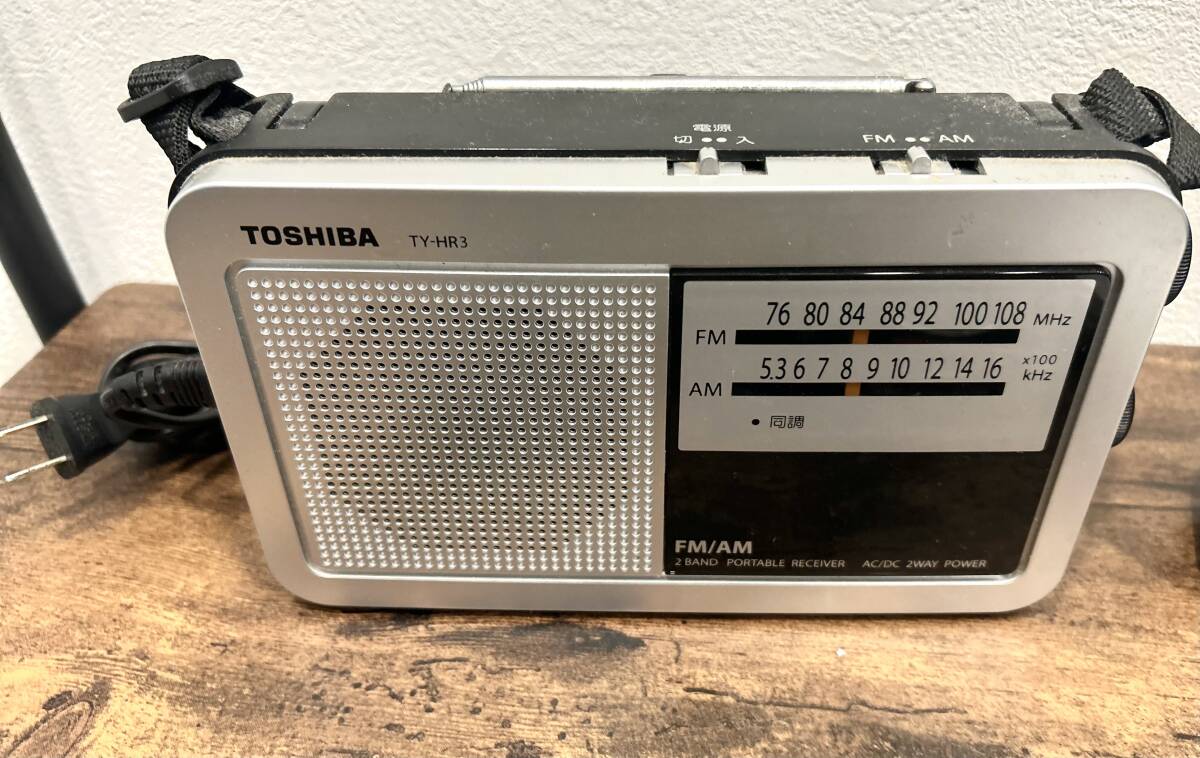 電源
切 ●● 入
FM ●● AM
TOSHIBA TY-HR3
76 80 84 88 92 100 108 MHz
FM
5.3 6 7 8 9 10 12 14 16 x100 kHz
AM
● 同調
FM/AM
2 BAND PORTABLE RECEIVER AC/DC 2WAY POWER